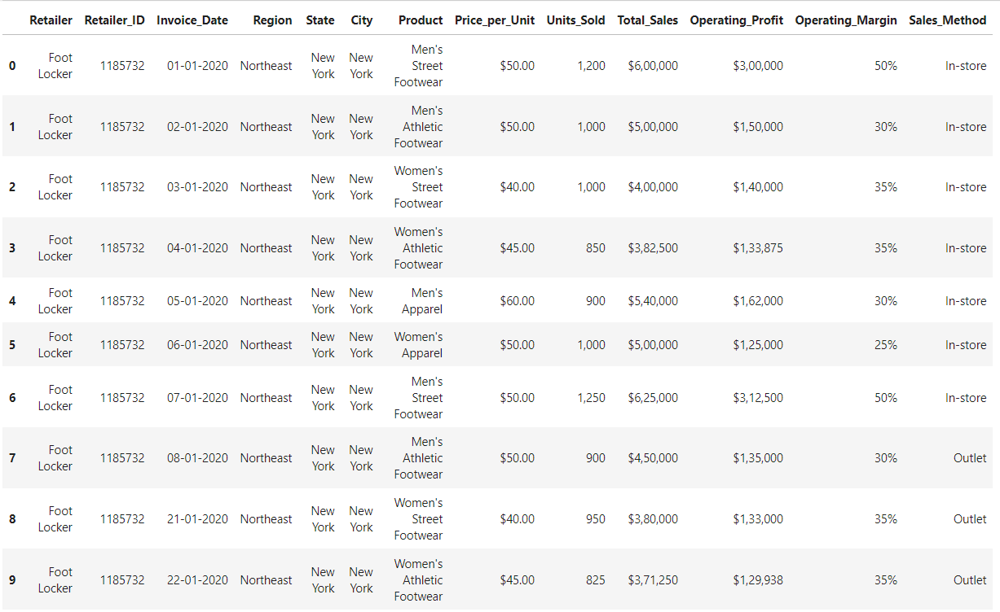 Retailer Retailer_ID Invoice_Date Region State City Product Price_per_Unit Units_Sold Total_Sales Operating_Profit Operating_Margin Sales_Method
0 Foot Locker 1185732 01-01-2020 Northeast New York New York Men's Street Footwear $50.00 1,200 $6,00,000 $3,00,000 50% In-store
1 Foot Locker 1185732 02-01-2020 Northeast New York New York Men's Athletic Footwear $50.00 1,000 $5,00,000 $1,50,000 30% In-store
2 Foot Locker 1185732 03-01-2020 Northeast New York New York Women's Street Footwear $40.00 1,000 $4,00,000 $1,40,000 35% In-store
3 Foot Locker 1185732 04-01-2020 Northeast New York New York Women's Athletic Footwear $45.00 850 $3,82,500 $1,33,875 35% In-store
4 Foot Locker 1185732 05-01-2020 Northeast New York New York Men's Apparel $60.00 900 $5,40,000 $1,62,000 30% In-store
5 Foot Locker 1185732 06-01-2020 Northeast New York New York Women's Apparel $50.00 1,000 $5,00,000 $1,25,000 25% In-store
6 Foot Locker 1185732 07-01-2020 Northeast New York New York Men's Street Footwear $50.00 1,250 $6,25,000 $3,12,500 50% In-store
7 Foot Locker 1185732 08-01-2020 Northeast New York New York Men's Athletic Footwear $50.00 900 $4,50,000 $1,35,000 30% Outlet
8 Foot Locker 1185732 21-01-2020 Northeast New York New York Women's Street Footwear $40.00 950 $3,80,000 $1,33,000 35% Outlet
9 Foot Locker 1185732 22-01-2020 Northeast New York New York Women's Athletic Footwear $45.00 825 $3,71,250 $1,29,938 35% Outlet